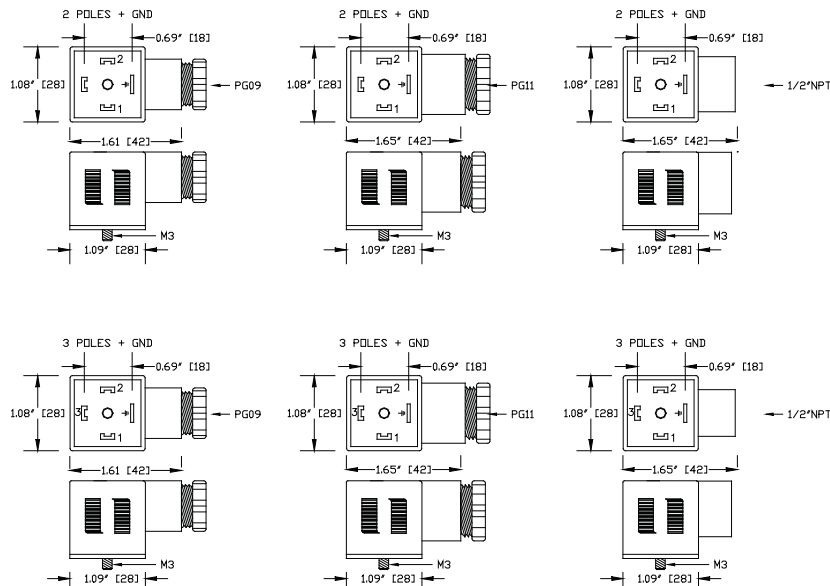 2 POLES + GND
2 POLES + GND
2 POLES + GND
0.69" [18]
0.69" [18]
0.69" [18]
2
2
2
1.08" [28]
PG09
1.08" [28]
PG11
1.08" [28]
1/2"NPT
1
1
1
1.61 [42]
1.65" [42]
1.65" [42]
M3
M3
M3
1.09" [28]
1.09" [28]
1.09" [28]
3 POLES + GND
3 POLES + GND
3 POLES + GND
0.69" [18]
0.69" [18]
0.69" [18]
2
2
2
1.08" [28]
3
PG09
1.08" [28]
3
PG11
1.08" [28]
3
1/2"NPT
1
1
1
1.61 [42]
1.65" [42]
1.65" [42]
M3
M3
M3
1.09" [28]
1.09" [28]
1.09" [28]